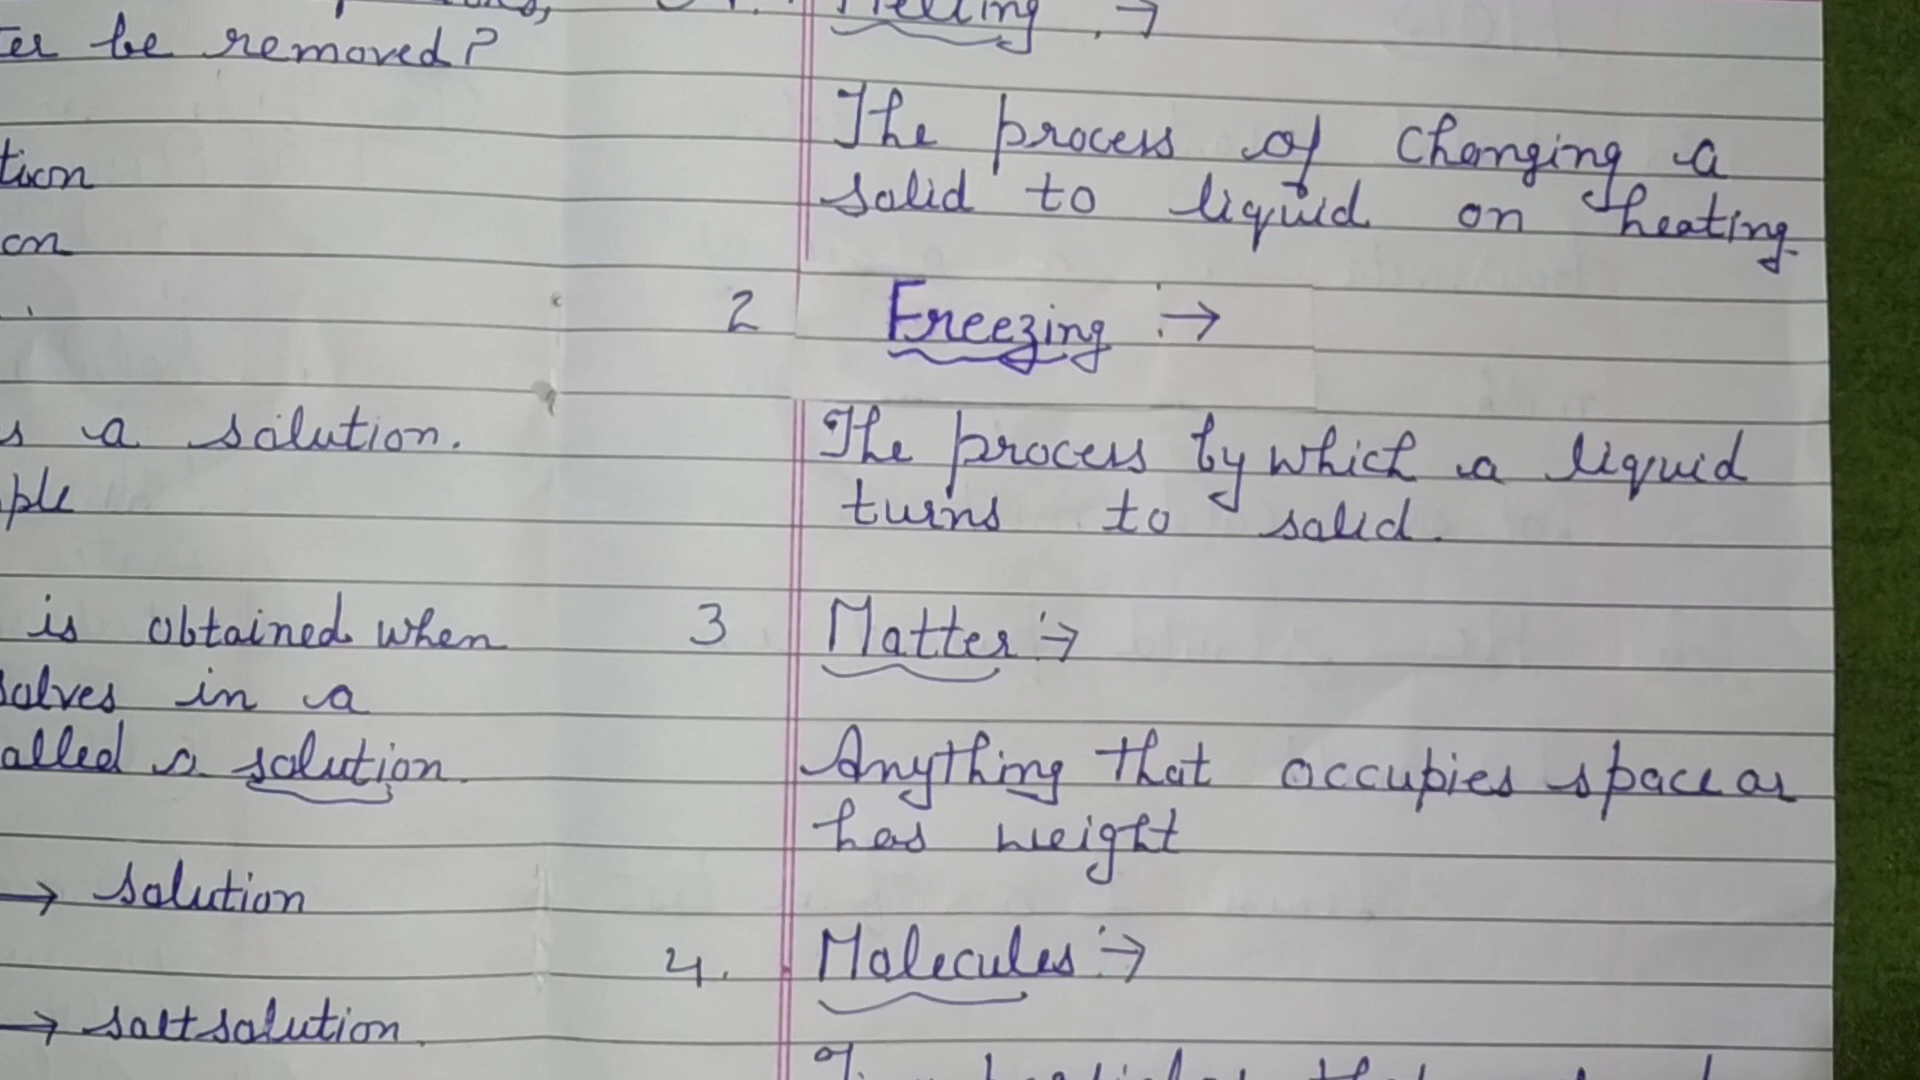 be removed?
a solution.
is obtained when
in a
a solution.
→ solution
→ salt solution.
Melting :→
The process of changing a
solid to liquid on heating.
2 Freezing :→
The process by which a liquid
turns to solid.
3 Matter :→
Anything that occupies space or
has weight
4. Molecules :→